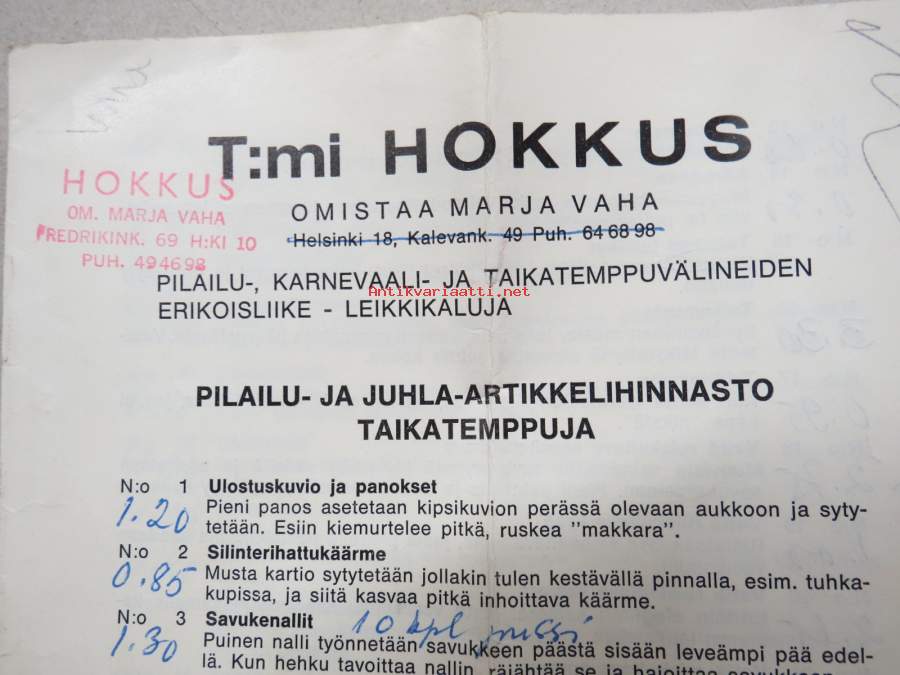 T:mi HOKKUS
HOKKUS
OM. MARJA VAHA
FREDRIKINK. 69 H:KI 10
PUH. 494698
OMISTAA MARJA VAHA
Helsinki 18, Kalevank. 49 Puh. 64 68 98
PILAILU-, KARNEVAALI- JA TAIKATEMPPUVÄLINEIDEN
Antikvariaatti.net
ERIKOISLIIKE - LEIKKIKALUJA
PILAILU- JA JUHLA-ARTIKKELIHINNASTO
TAIKATEMPPUJA
N:o 1 Ulostuskuvio ja panokset
1.20 Pieni panos asetetaan kipsikuvion perässä olevaan aukkoon ja syty-
tetään. Esiin kiemurtelee pitkä, ruskea "makkara".
N:o 2 Silinterihattukäärme
0.85 Musta kartio sytytetään jollakin tulen kestävällä pinnalla, esim. tuhka-
kupissa, ja siitä kasvaa pitkä inhoittava käärme.
N:o 3 Savukenallit 10 kpl pussi
1.30 Puinen nalli työnnetään savukkeen päästä sisään leveämpi pää edel-
lä. Kun hehku tavoittaa nallin, räjähtää se ja hajoittaa savukkeen